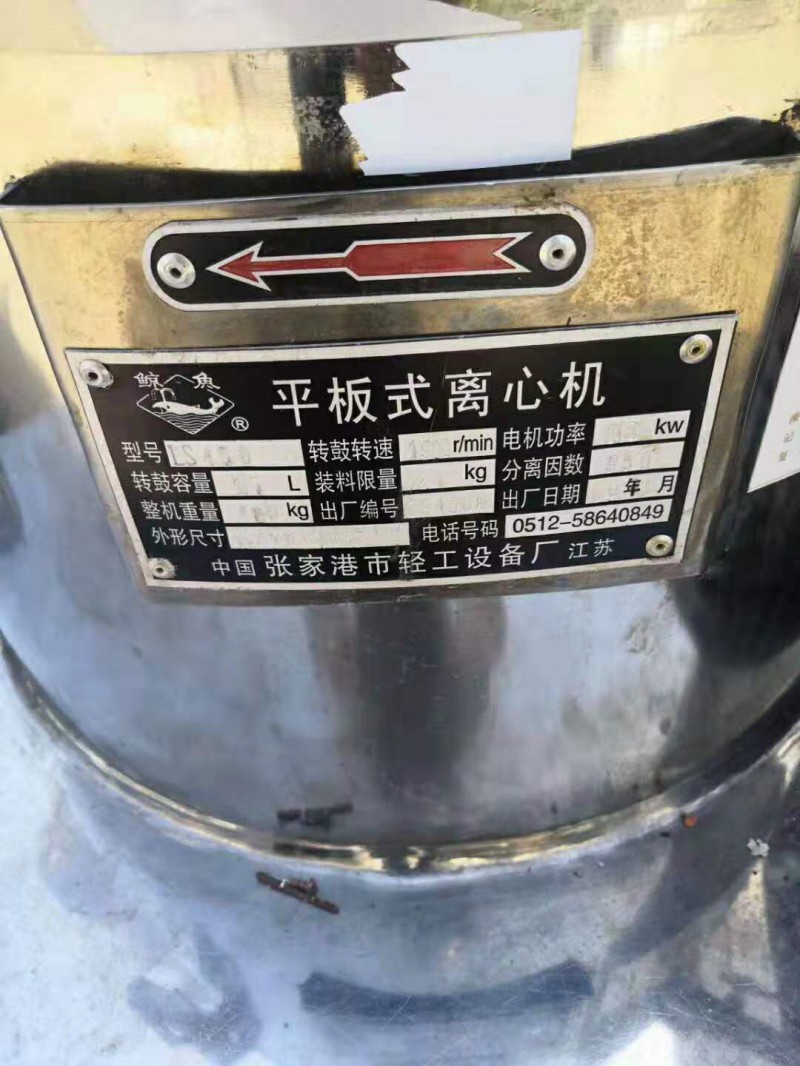 鲸魚
®
平板式离心机
型号 转鼓转速 r/min 电机功率 kw
转鼓容量 L 装料限量 kg 分离因数
整机重量 kg 出厂编号 出厂日期 年 月
外形尺寸 电话号码 0512-58640849
中国 张家港市轻工设备厂 江苏